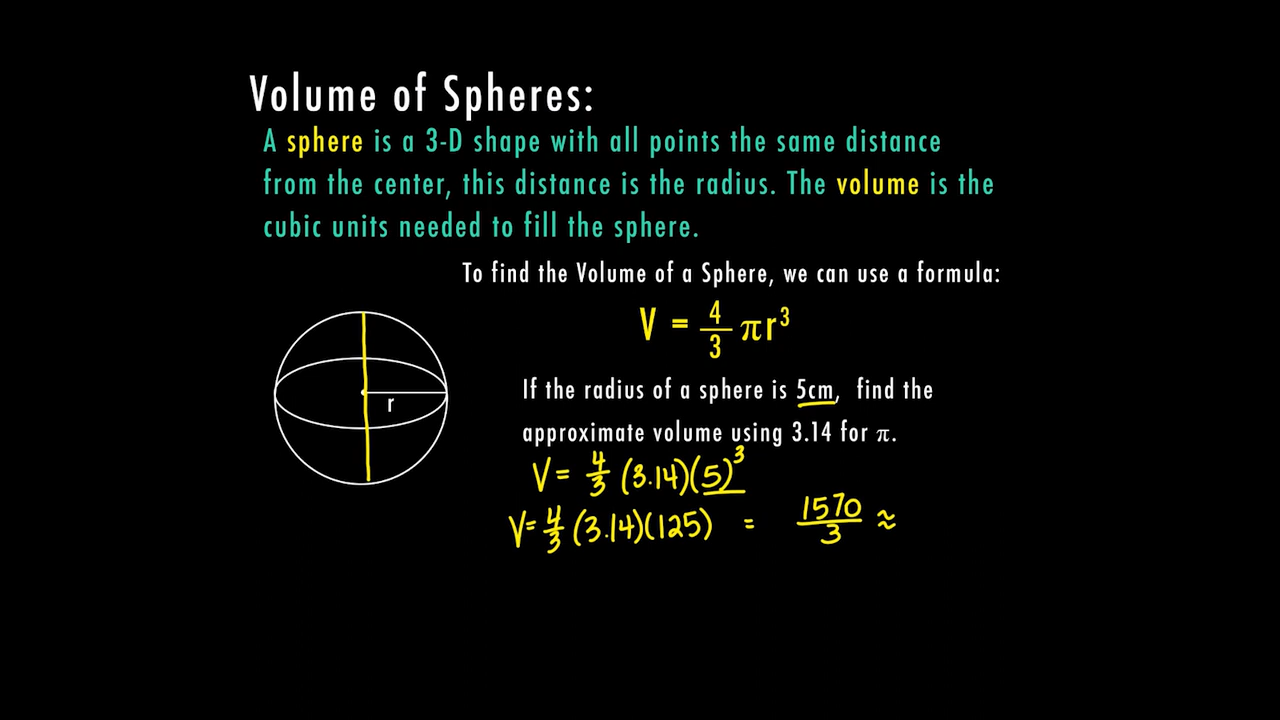 Volume of Spheres:
A sphere is a 3-D shape with all points the same distance
from the center, this distance is the radius. The volume is the
cubic units needed to fill the sphere.
To find the Volume of a Sphere, we can use a formula:
V = 4/3 πr³
r
If the radius of a sphere is 5cm, find the
approximate volume using 3.14 for π.
V = 4/3 (3.14)(5)³
V = 4/3 (3.14)(125) = 1570/3 ≈